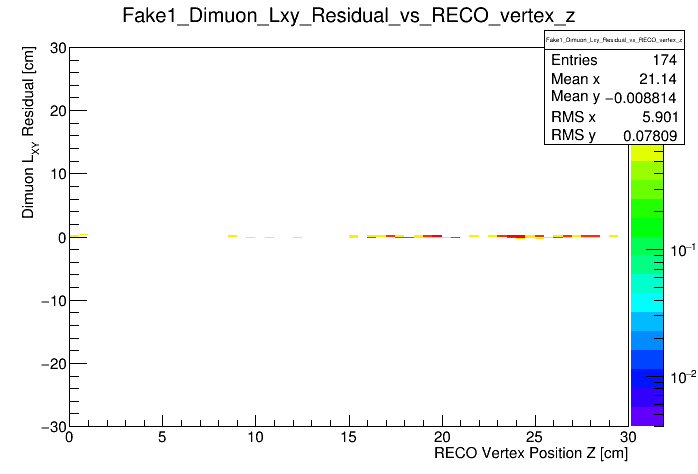 Fake1_Dimuon_Lxy_Residual_vs_RECO_vertex_z
Fake1_Dimuon_Lxy_Residual_vs_RECO_vertex_z
Entries 174
Mean x 21.14
Mean y −0.008814
RMS x 5.901
RMS y 0.07809
Dimuon LXY Residual [cm]
30
20
10
0
−10
−20
−30
0 5 10 15 20 25 30
RECO Vertex Position Z [cm]
10−1
10−2